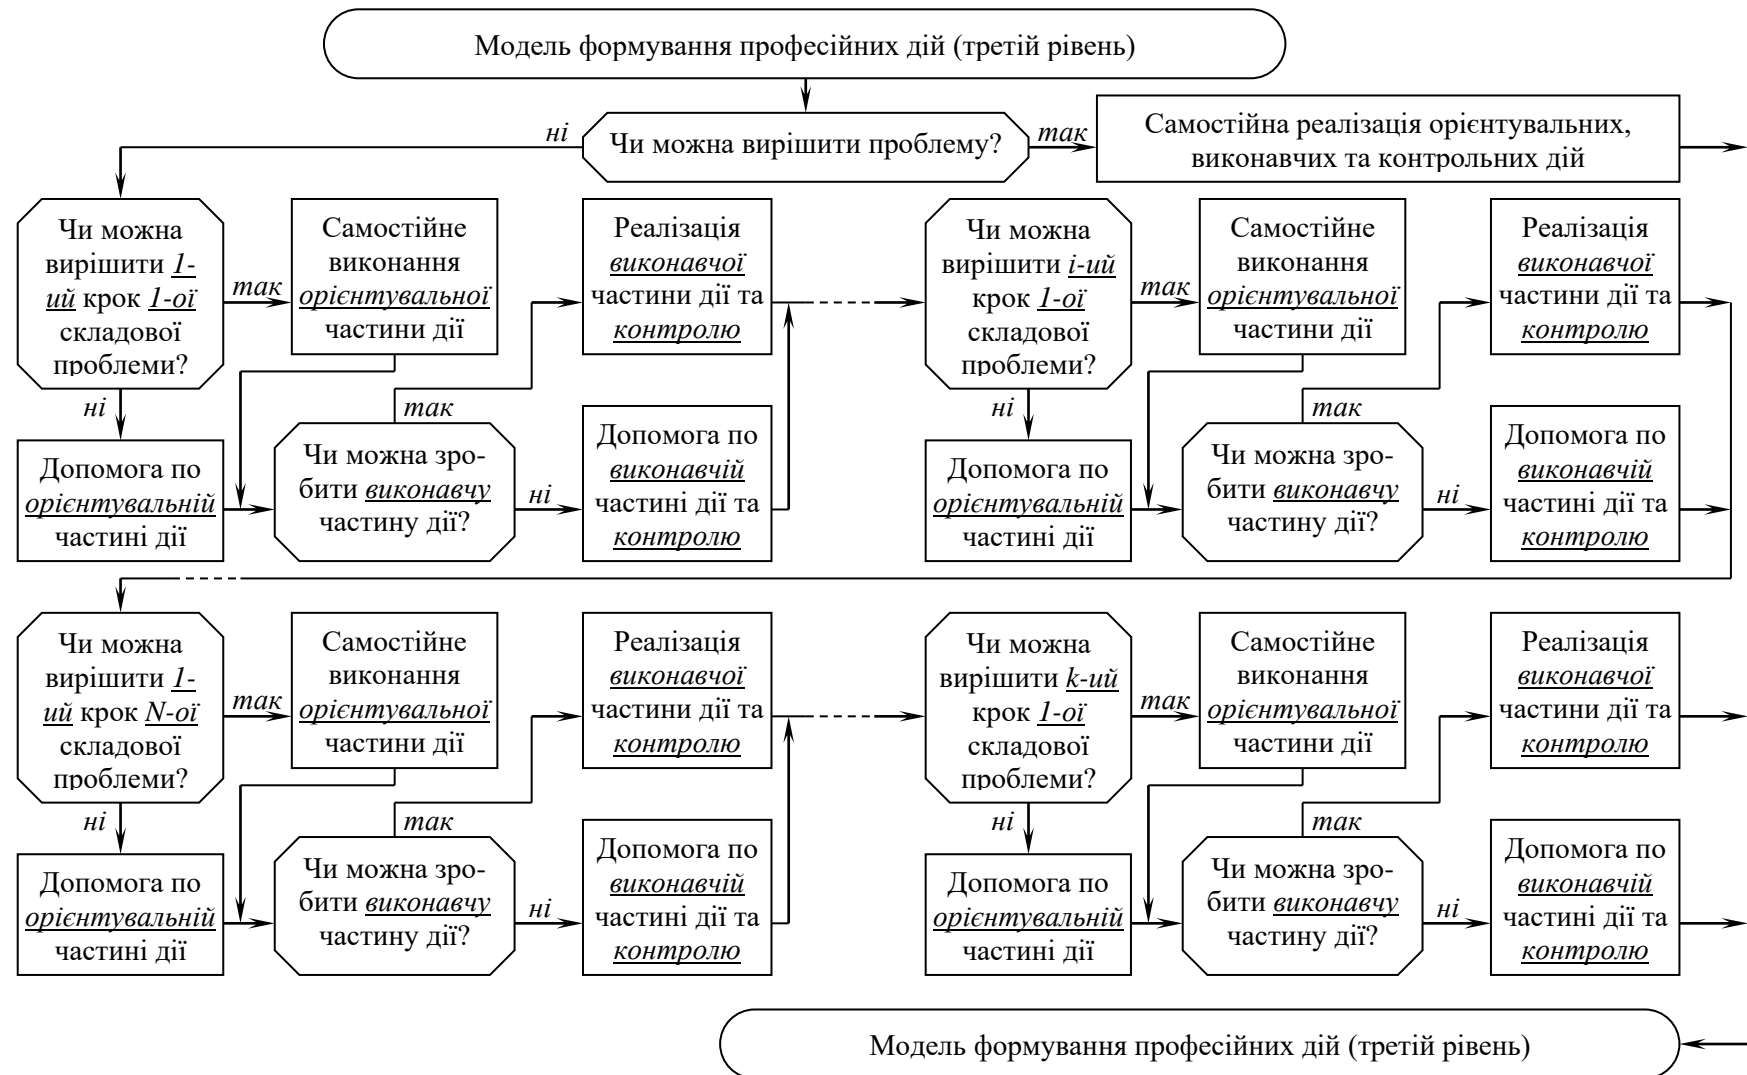 Модель формування професійних дій (третій рівень)
ні
Чи можна вирішити проблему?
так
Самостійна реалізація орієнтувальних,
виконавчих та контрольних дій
Чи можна
вирішити 1-
ий крок 1-ої
складової
проблеми?
так
Самостійне
виконання
орієнтувальної
частини дії
Реалізація
виконавчої
частини дії та
контролю
Чи можна
вирішити і-ий
крок 1-ої
складової
проблеми?
так
Самостійне
виконання
орієнтувальної
частини дії
Реалізація
виконавчої
частини дії та
контролю
ні
Допомога по
орієнтувальній
частині дії
так
Чи можна зро-
бити виконавчу
частину дії?
ні
Допомога по
виконавчій
частині дії та
контролю
ні
Допомога по
орієнтувальній
частині дії
так
Чи можна зро-
бити виконавчу
частину дії?
ні
Допомога по
виконавчій
частині дії та
контролю
Чи можна
вирішити 1-
ий крок N-ої
складової
проблеми?
так
Самостійне
виконання
орієнтувальної
частини дії
Реалізація
виконавчої
частини дії та
контролю
Чи можна
вирішити k-ий
крок 1-ої
складової
проблеми?
так
Самостійне
виконання
орієнтувальної
частини дії
Реалізація
виконавчої
частини дії та
контролю
ні
Допомога по
орієнтувальній
частині дії
так
Чи можна зро-
бити виконавчу
частину дії?
ні
Допомога по
виконавчій
частині дії та
контролю
ні
Допомога по
орієнтувальній
частині дії
так
Чи можна зро-
бити виконавчу
частину дії?
ні
Допомога по
виконавчій
частині дії та
контролю
Модель формування професійних дій (третій рівень)